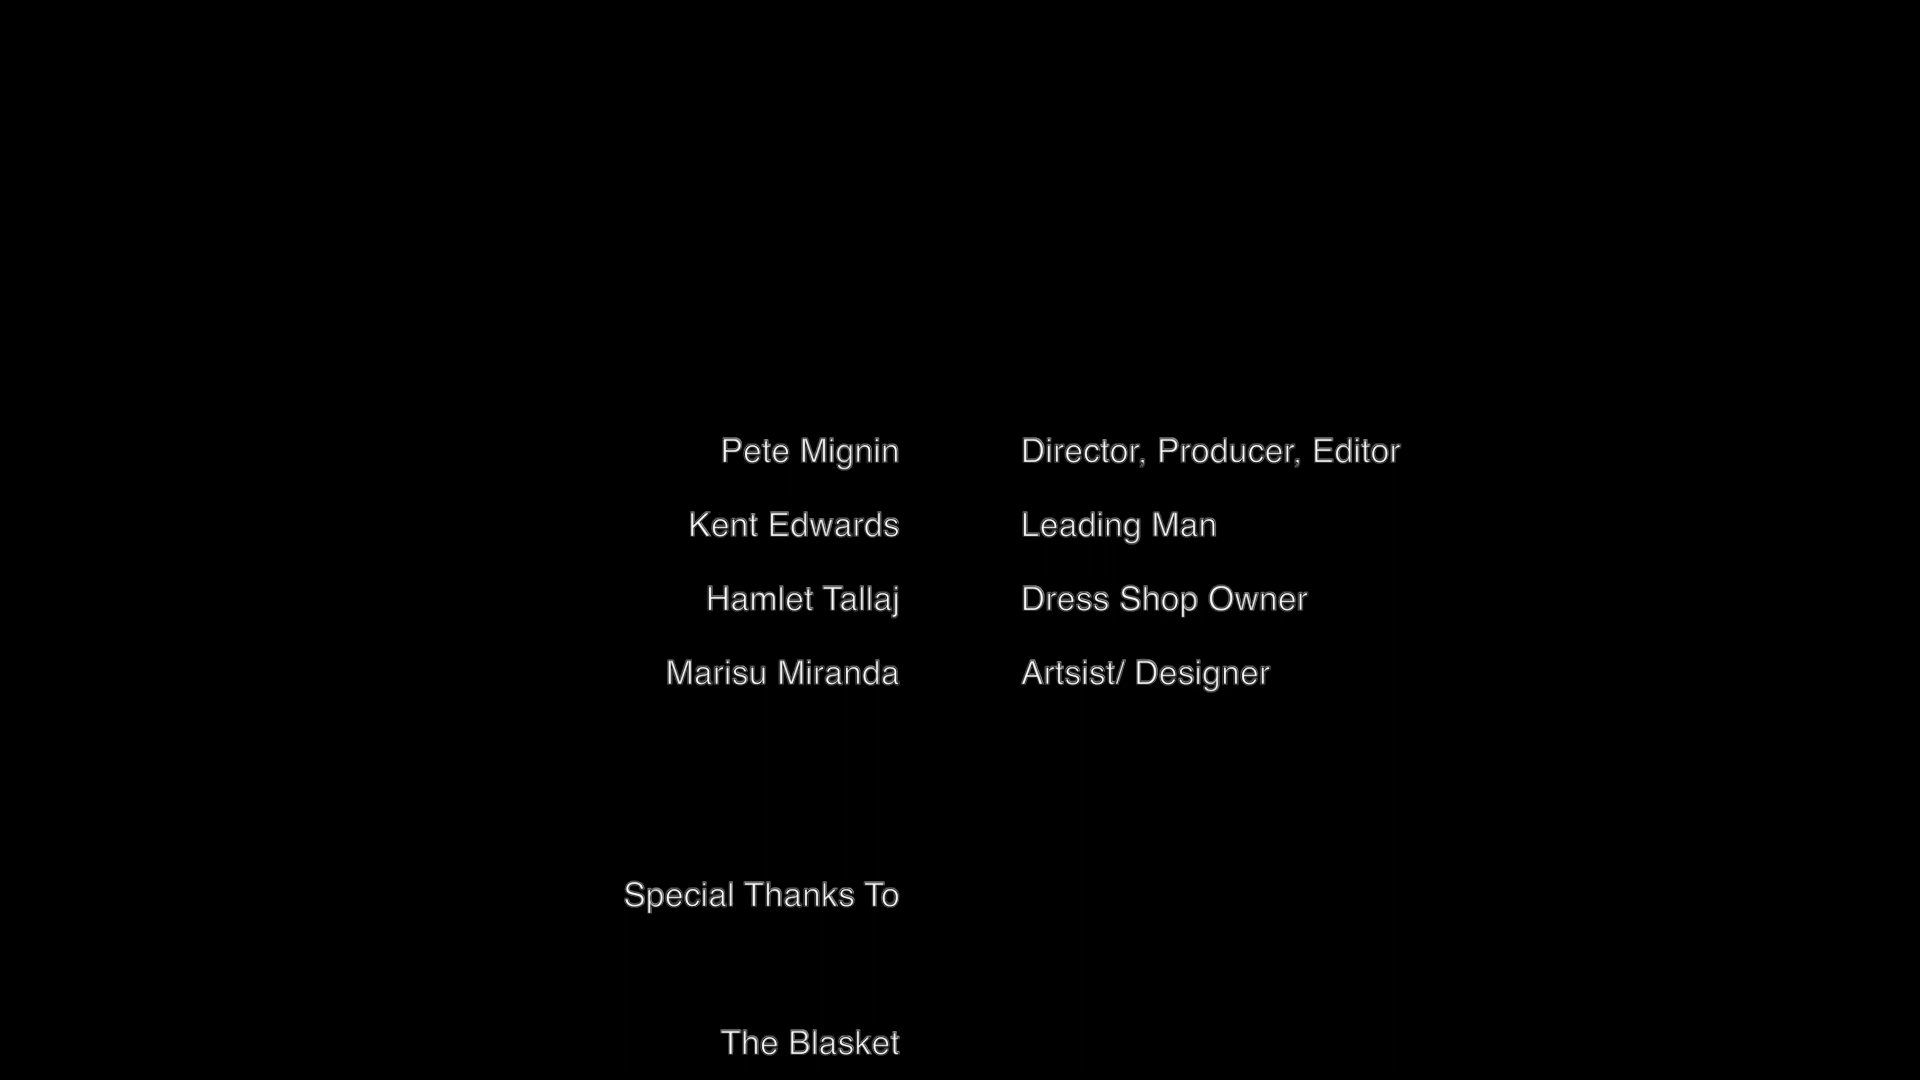 Pete Mignin Director, Producer, Editor
Kent Edwards Leading Man
Hamlet Tallaj Dress Shop Owner
Marisu Miranda Artsist/ Designer
Special Thanks To
The Blasket